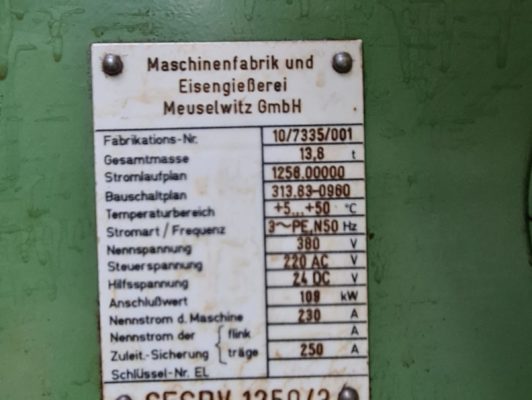 Maschinenfabrik und
Eisengießerei
Meuselwitz GmbH
Fabrikations-Nr. 10/7335/001
Gesamtmasse 13,8 t
Stromlaufplan 1258.00000
Bauschaltplan 313.83-0960
Temperaturbereich +5...+50 °C
Stromart / Frequenz 3~PE,N50 Hz
Nennspannung 380 V
Steuerspannung 220 AC V
Hilfsspannung 24 DC V
Anschlußwert 109 kW
Nennstrom d. Maschine 230 A
Nennstrom der flink A
Zuleit.-Sicherung träge 250 A
Schlüssel-Nr. EL